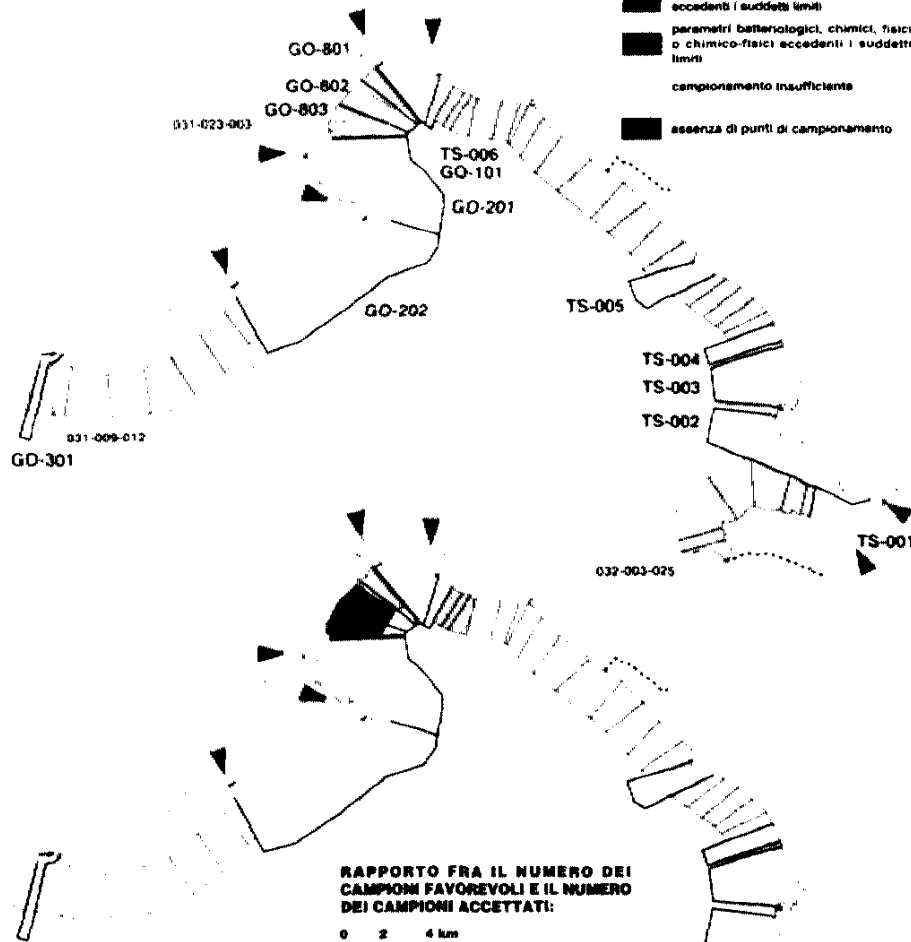 eccedenti i suddetti limiti
parametri batteriologici, chimici, fisici
o chimico-fisici eccedenti i suddetti
limiti
campionamento insufficiente
assenza di punti di campionamento
GO-801
GO-802
GO-803
031-023-003
TS-006
GO-101
GO-201
GO-202
TS-005
TS-004
TS-003
TS-002
031-009-012
GO-301
TS-001
032-003-025
RAPPORTO FRA IL NUMERO DEI
CAMPIONI FAVOREVOLI E IL NUMERO
DEI CAMPIONI ACCETTATI:
0 2 4 km